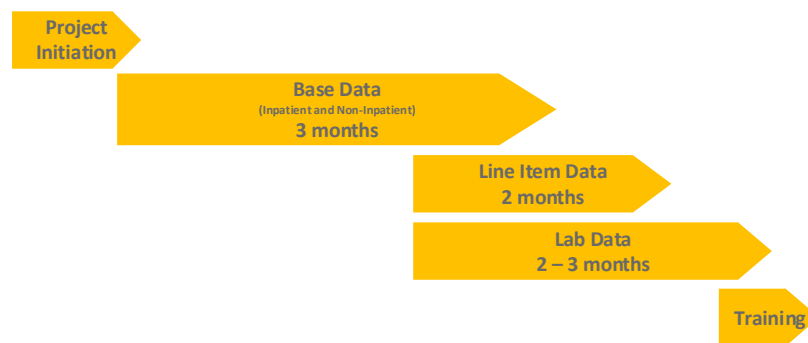 Project
Initiation
Base Data
(Inpatient and Non-Inpatient)
3 months
Line Item Data
2 months
Lab Data
2 – 3 months
Training